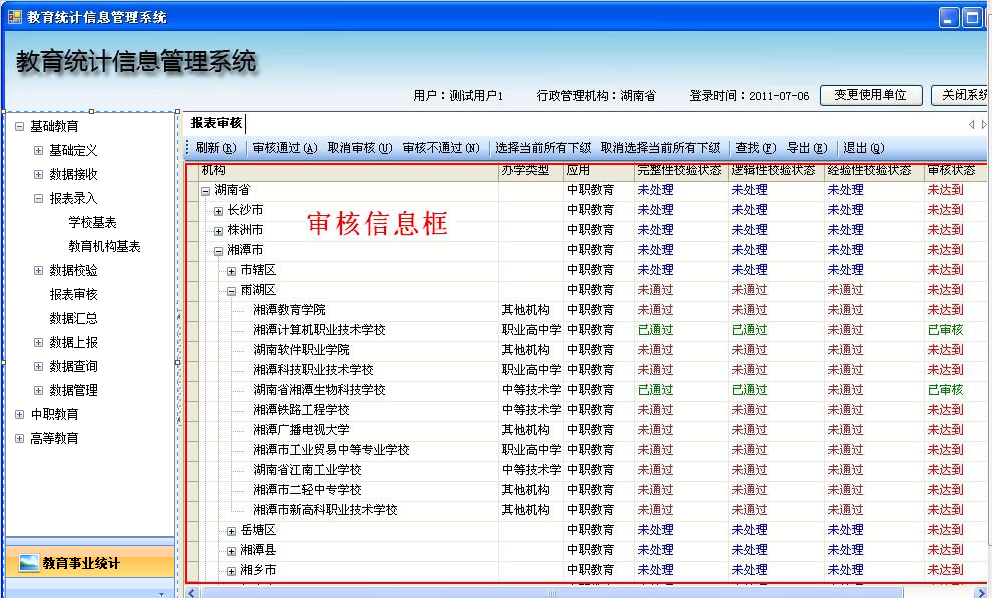 教育统计信息管理系统
教育统计信息管理系统
用户：测试用户1 行政管理机构：湖南省 登录时间：2011-07-06 变更使用单位 关闭系统
基础教育
基础定义
数据接收
报表录入
学校基表
教育机构基表
数据校验
报表审核
数据汇总
数据上报
数据查询
数据管理
中职教育
高等教育
教育事业统计
报表审核
刷新(R) 审核通过(A) 取消审核(U) 审核不通过(N) 选择当前所有下级 取消选择当前所有下级 查找(F) 导出(E) 退出(Q)
机构 办学类型 应用 完整性校验状态 逻辑性校验状态 经验性校验状态 审核状态
湖南省 中职教育 未处理 未处理 未处理 未达到
长沙市 中职教育 未处理 未处理 未处理 未达到
株洲市 中职教育 未处理 未处理 未处理 未达到
审核信息框
湘潭市 中职教育 未处理 未处理 未处理 未达到
市辖区 中职教育 未处理 未处理 未处理 未达到
雨湖区 中职教育 未通过 未通过 未通过 未达到
湘潭教育学院 其他机构 中职教育 未通过 未通过 未通过 未达到
湘潭计算机职业技术学校 职业高中学 中职教育 已通过 已通过 未通过 已审核
湖南软件职业学院 其他机构 中职教育 未通过 未通过 未通过 未达到
湘潭科技职业技术学校 职业高中学 中职教育 未通过 未通过 未通过 未达到
湖南省湘潭生物科技学校 中等技术学 中职教育 已通过 已通过 未通过 已审核
湘潭铁路工程学校 中等技术学 中职教育 未通过 未通过 未通过 未达到
湘潭广播电视大学 其他机构 中职教育 未通过 未通过 未通过 未达到
湘潭市工业贸易中等专业学校 职业高中学 中职教育 未通过 未通过 未通过 未达到
湖南省江南工业学校 中等技术学 中职教育 未通过 未通过 未通过 未达到
湘潭市二轻中专学校 其他机构 中职教育 未通过 未通过 未通过 未达到
湘潭市新高科职业技术学校 其他机构 中职教育 未通过 未通过 未通过 未达到
岳塘区 中职教育 未处理 未处理 未处理 未达到
湘潭县 中职教育 未处理 未处理 未处理 未达到
湘乡市 中职教育 未处理 未处理 未处理 未达到